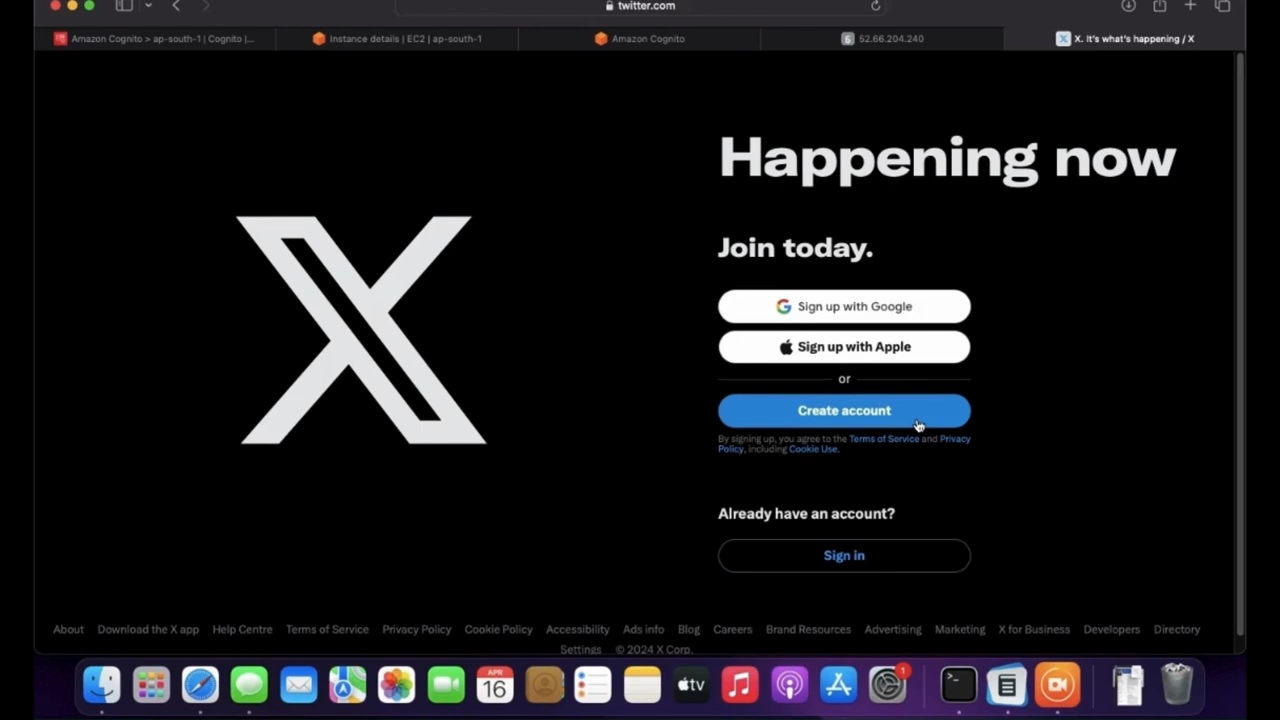 twitter.com
Amazon Cognito > ap-south-1 | Cognito |...
Instance details | EC2 | ap-south-1
Amazon Cognito
52.66.204.240
X. It's what's happening / X
Happening now
Join today.
Sign up with Google
Sign up with Apple
or
Create account
By signing up, you agree to the Terms of Service and Privacy
Policy, including Cookie Use.
Already have an account?
Sign in
About Download the X app Help Centre Terms of Service Privacy Policy Cookie Policy Accessibility Ads info Blog Careers Brand Resources Advertising Marketing X for Business Developers Directory
Settings © 2024 X Corp.
APR
16
tv
1